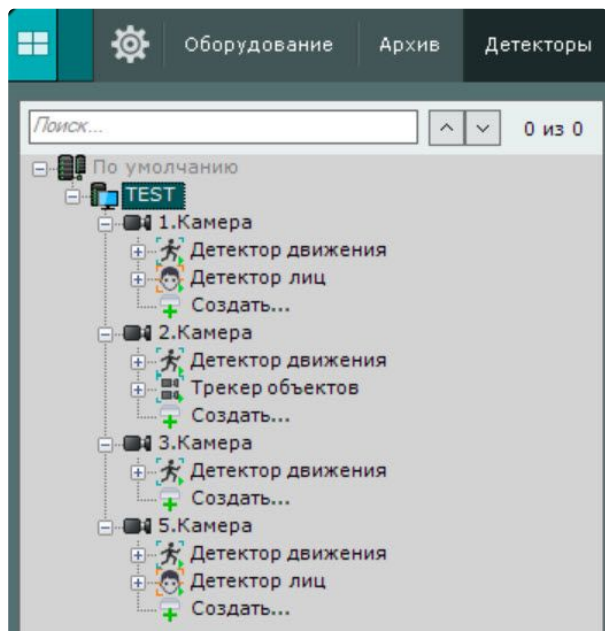 Оборудование Архив Детекторы
Поиск... 0 из 0
По умолчанию
TEST
1.Камера
Детектор движения
Детектор лиц
Создать...
2.Камера
Детектор движения
Трекер объектов
Создать...
3.Камера
Детектор движения
Создать...
5.Камера
Детектор движения
Детектор лиц
Создать...